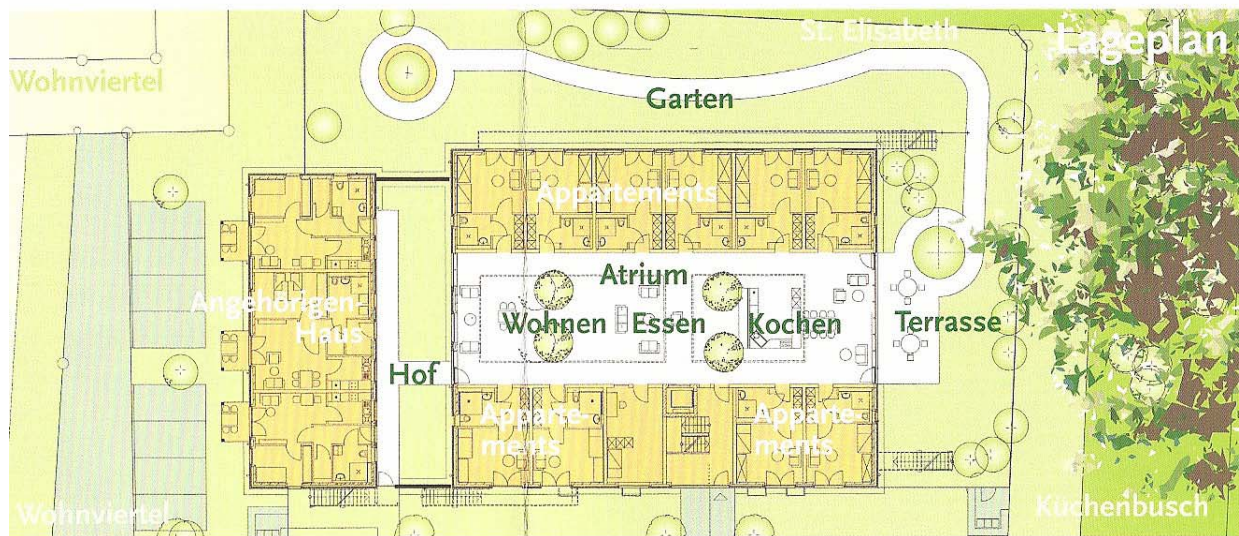 St. Elisabeth
Lageplan
Wohnviertel
Garten
Appartements
Atrium
Angehörigen-
Haus
Wohnen
Essen
Kochen
Terrasse
Hof
Apparte-
ments
Apparte-
ments
Wohnviertel
Küchenbusch